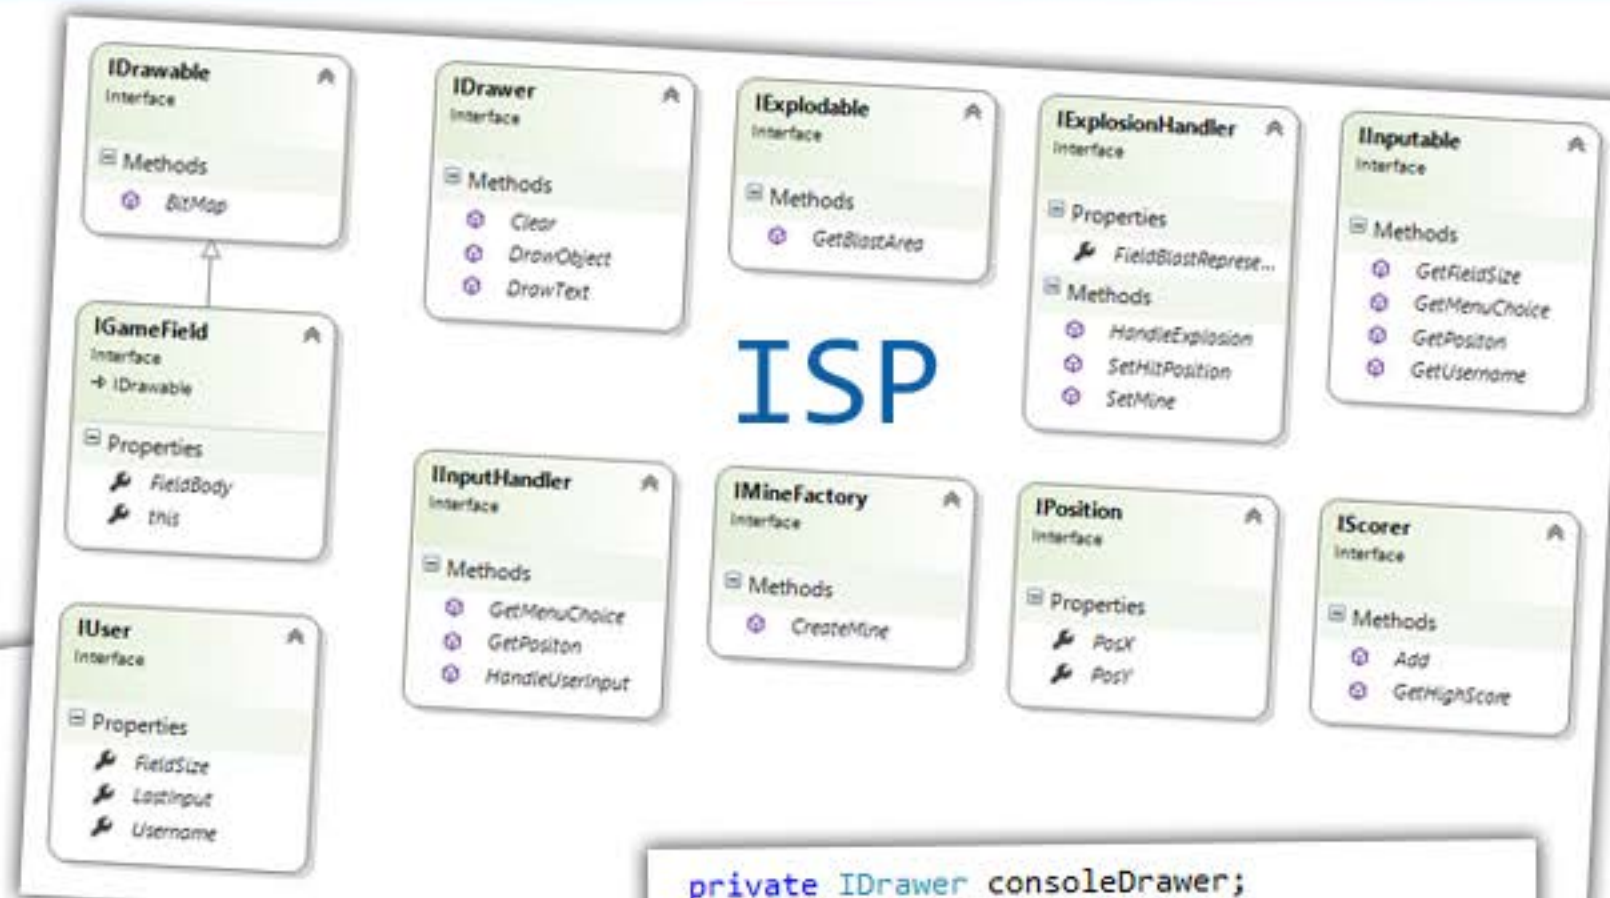 IDrawable
Interface
Methods
BitMap
IDrawer
Interface
Methods
Clear
DrawObject
DrawText
IExplodable
Interface
Methods
GetBlastArea
IExplosionHandler
Interface
Properties
FieldBlastReprese...
Methods
HandleExplosion
SetHitPosition
SetMine
IInputable
Interface
Methods
GetFieldSize
GetMenuChoice
GetPositon
GetUsername
IGameField
Interface
IDrawable
Properties
FieldBody
this
ISP
IInputHandler
Interface
Methods
GetMenuChoice
GetPositon
HandleUserInput
IMineFactory
Interface
Methods
CreateMine
IPosition
Interface
Properties
PosX
PosY
IScorer
Interface
Methods
Add
GetHighScore
IUser
Interface
Properties
FieldSize
LastInput
Username
private IDrawer consoleDrawer;